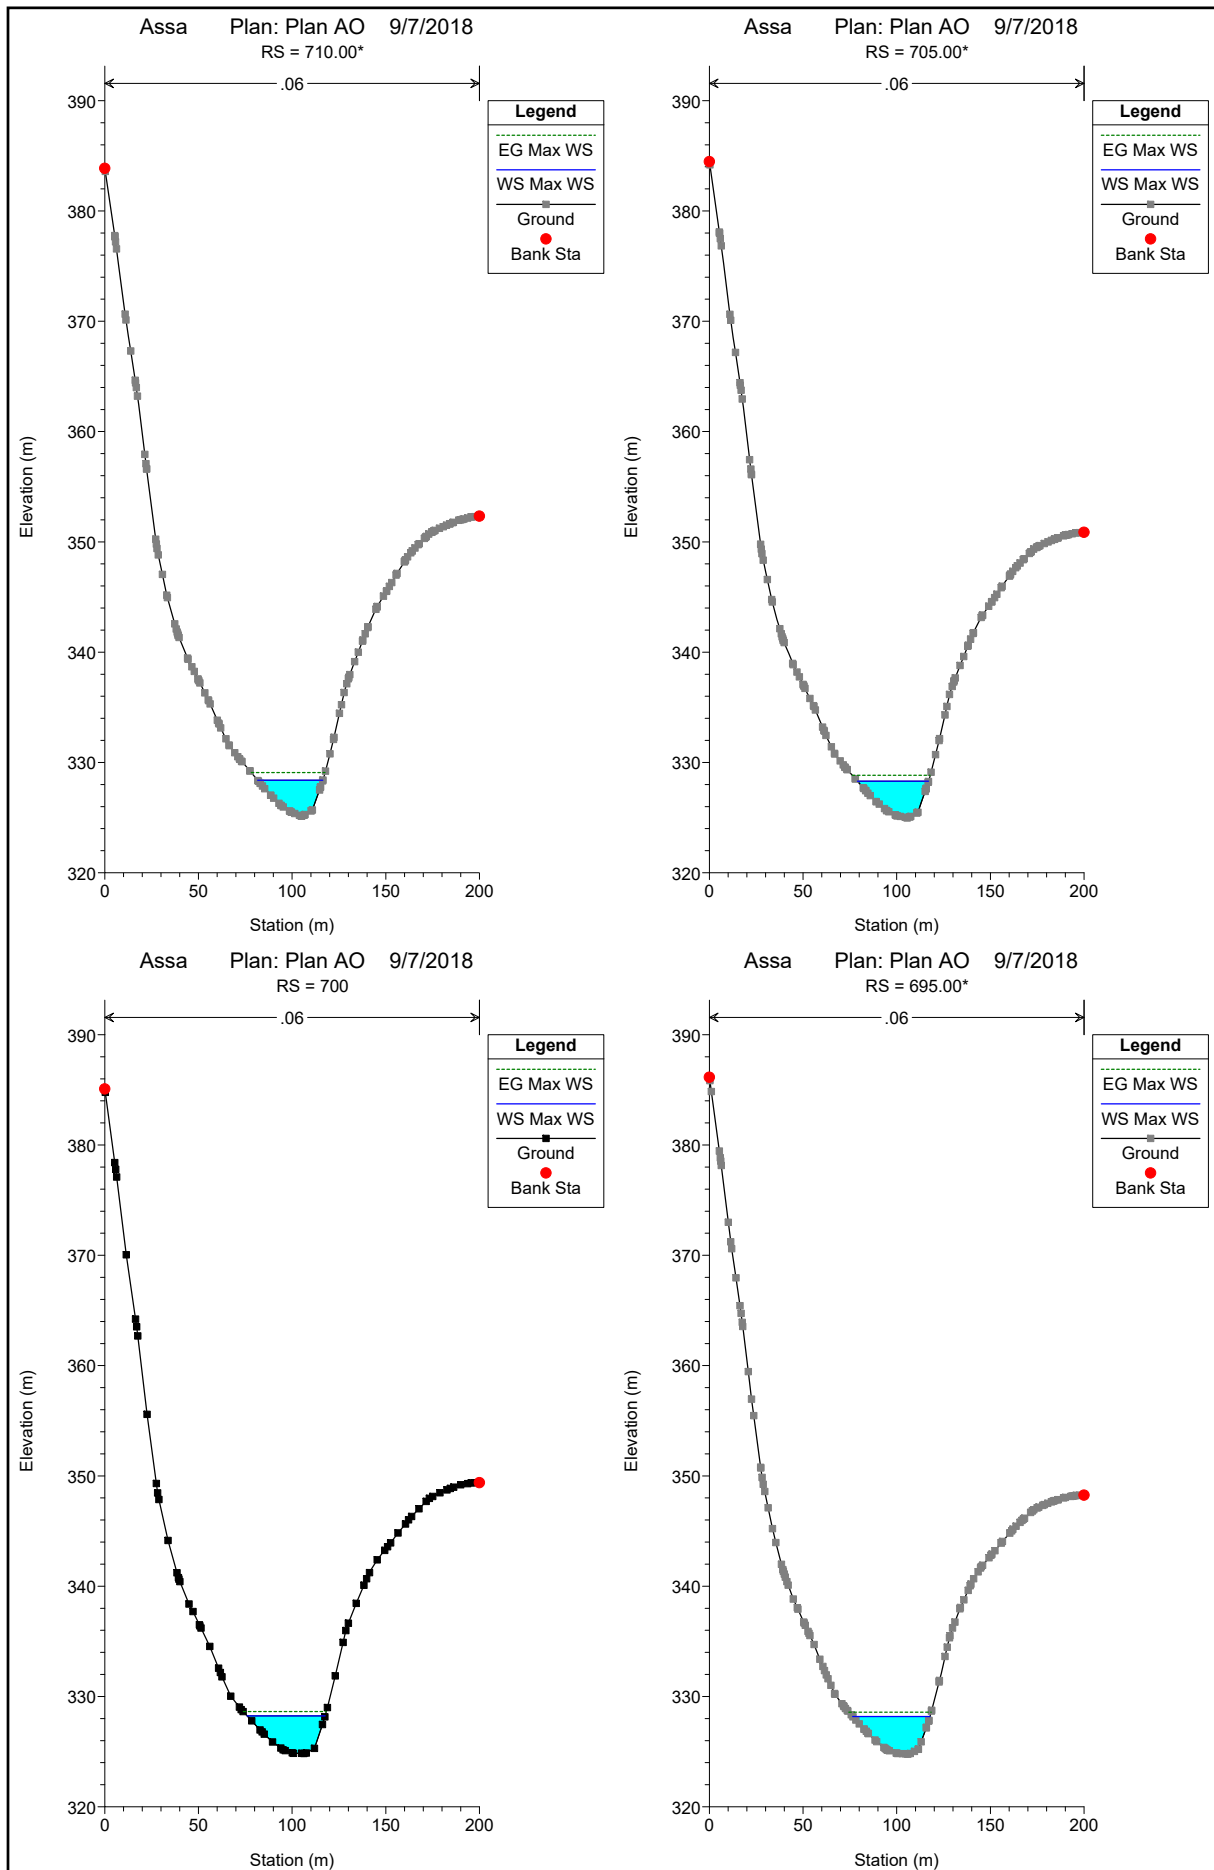 Assa Plan: Plan AO 9/7/2018
RS = 710.00*
.06
Legend
EG Max WS
WS Max WS
Ground
Bank Sta
390
380
370
360
350
340
330
320
Elevation (m)
0 50 100 150 200
Station (m)
Assa Plan: Plan AO 9/7/2018
RS = 705.00*
.06
Legend
EG Max WS
WS Max WS
Ground
Bank Sta
390
380
370
360
350
340
330
320
Elevation (m)
0 50 100 150 200
Station (m)
Assa Plan: Plan AO 9/7/2018
RS = 700
.06
Legend
EG Max WS
WS Max WS
Ground
Bank Sta
390
380
370
360
350
340
330
320
Elevation (m)
0 50 100 150 200
Station (m)
Assa Plan: Plan AO 9/7/2018
RS = 695.00*
.06
Legend
EG Max WS
WS Max WS
Ground
Bank Sta
390
380
370
360
350
340
330
320
Elevation (m)
0 50 100 150 200
Station (m)